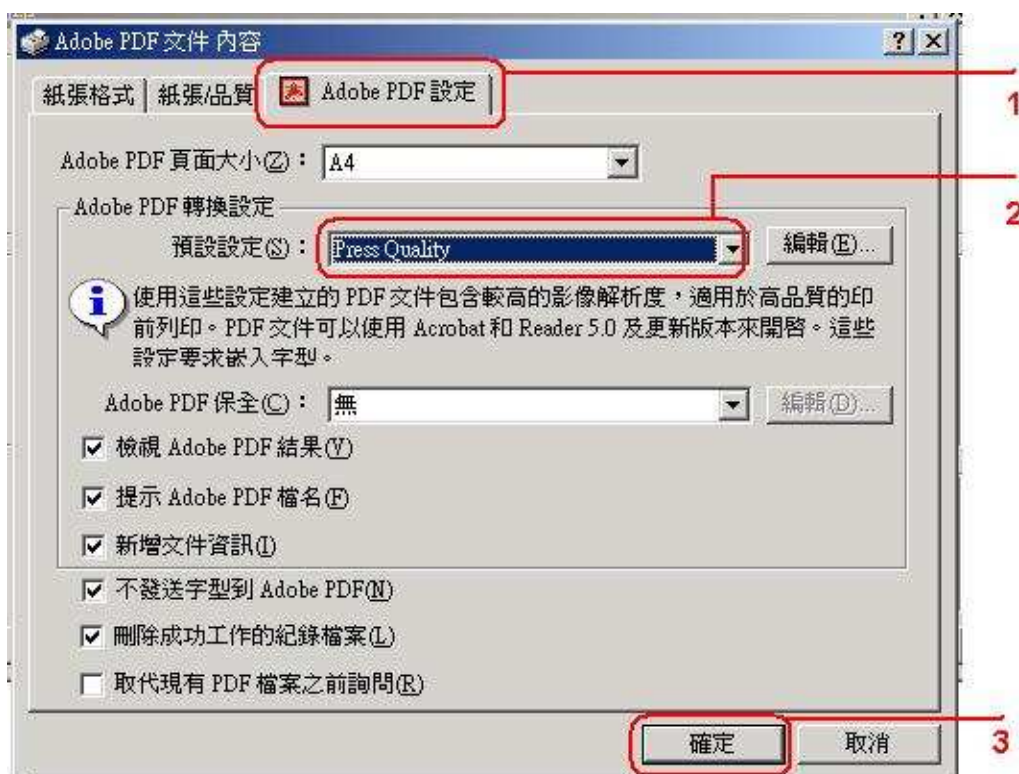 Adobe PDF 文件 內容
紙張格式 紙張/品質 Adobe PDF 設定
1
Adobe PDF 頁面大小(Z)： A4
Adobe PDF 轉換設定
2
預設設定(S)： Press Quality 編輯(E)...
使用這些設定建立的 PDF 文件包含較高的影像解析度，適用於高品質的印
前列印。PDF 文件可以使用 Acrobat 和 Reader 5.0 及更新版本來開啓。這些
設定要求嵌入字型。
Adobe PDF 保全(C)： 無 編輯(D)...
檢視 Adobe PDF 結果(V)
提示 Adobe PDF 檔名(F)
新增文件資訊(I)
不發送字型到 Adobe PDF(N)
刪除成功工作的紀錄檔案(L)
取代現有 PDF 檔案之前詢問(R)
確定 取消 3